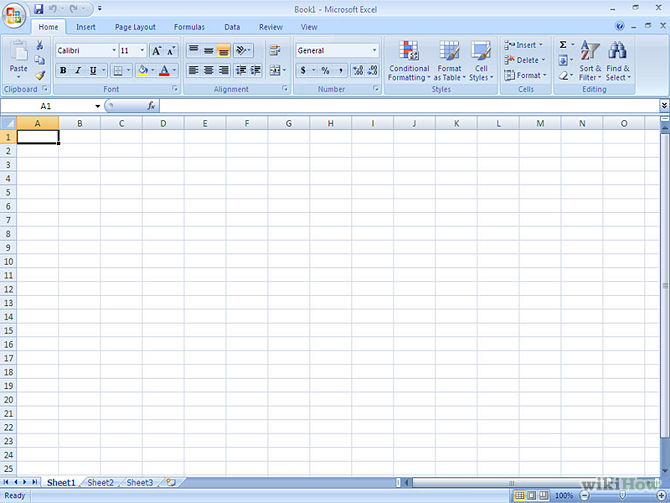 Book1 - Microsoft Excel
Home Insert Page Layout Formulas Data Review View
Paste
Calibri 11
B I U
A A
General
$ % ,
Conditional Formatting
Format as Table
Cell Styles
Insert
Delete
Format
Σ
Sort & Filter
Find & Select
Clipboard Font Alignment Number Styles Cells Editing
A1 fx
A B C D E F G H I J K L M N O
1
2
3
4
5
6
7
8
9
10
11
12
13
14
15
16
17
18
19
20
21
22
23
24
25
Sheet1 Sheet2 Sheet3
Ready 100%
wikiHow